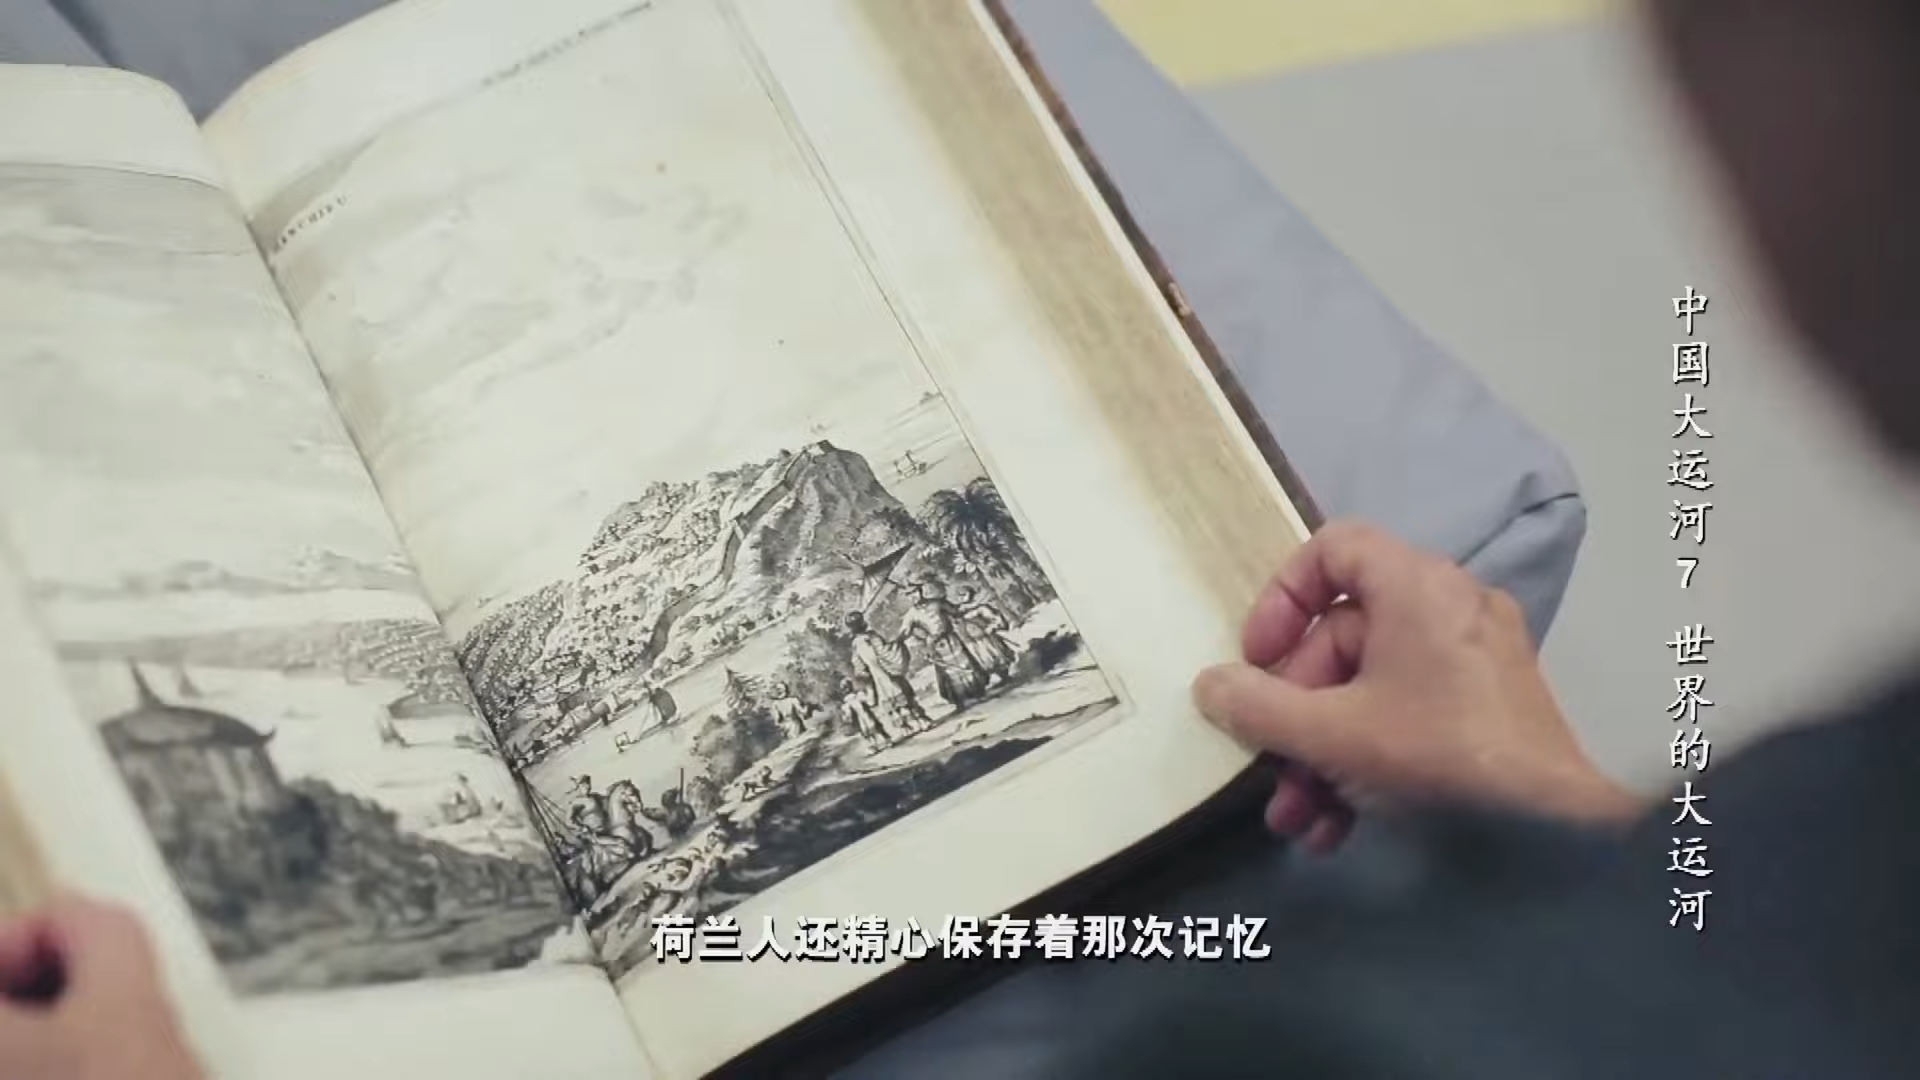 中国大运河7 世界的大运河
荷兰人还精心保存着那次记忆